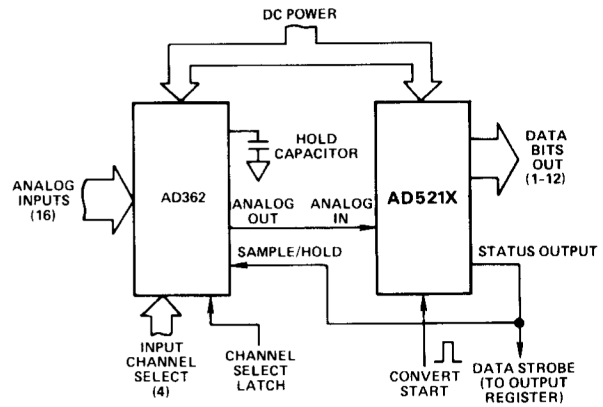 DC POWER
HOLD
CAPACITOR
DATA
BITS
OUT
(1-12)
ANALOG
INPUTS
(16)
AD362
AD521X
ANALOG
OUT
ANALOG
IN
SAMPLE/HOLD
STATUS OUTPUT
INPUT
CHANNEL
SELECT
(4)
CHANNEL
SELECT
LATCH
CONVERT
START
DATA STROBE
(TO OUTPUT
REGISTER)